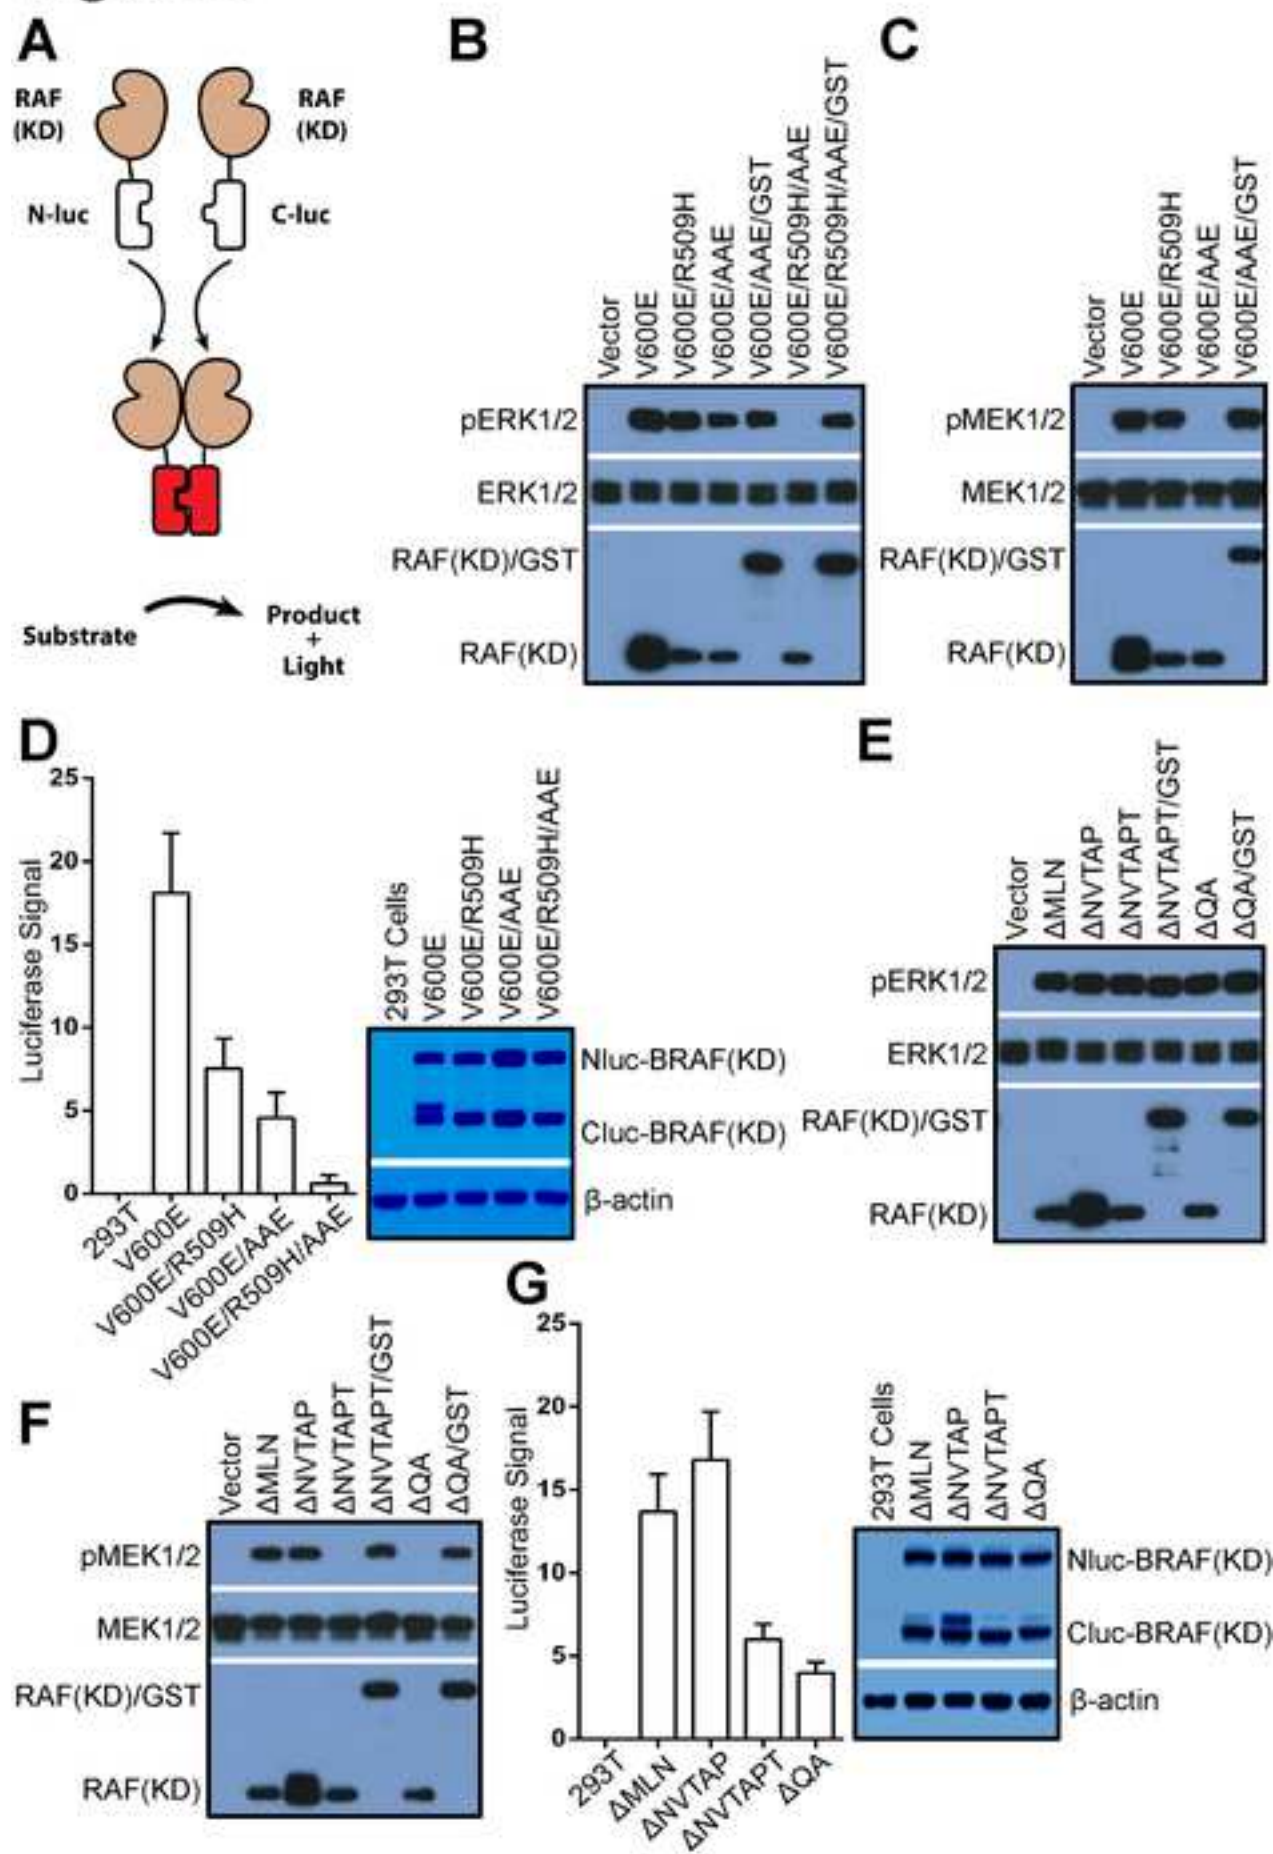 A
RAF
(KD)
RAF
(KD)
N-luc
C-luc
Substrate
Product
+
Light
B
Vector
V600E
V600E/R509H
V600E/AAE
V600E/AAE/GST
V600E/R509H/AAE
V600E/R509H/AAE/GST
pERK1/2
ERK1/2
RAF(KD)/GST
RAF(KD)
C
Vector
V600E
V600E/R509H
V600E/AAE
V600E/AAE/GST
pMEK1/2
MEK1/2
RAF(KD)/GST
RAF(KD)
D
Luciferase Signal
25
20
15
10
5
0
293T
V600E
V600E/R509H
V600E/AAE
V600E/R509H/AAE
293T Cells
V600E
V600E/R509H
V600E/AAE
V600E/R509H/AAE
Nluc-BRAF(KD)
Cluc-BRAF(KD)
β-actin
E
Vector
ΔMLN
ΔNVTAP
ΔNVTAPT
ΔNVTAPT/GST
ΔQA
ΔQA/GST
pERK1/2
ERK1/2
RAF(KD)/GST
RAF(KD)
F
Vector
ΔMLN
ΔNVTAP
ΔNVTAPT
ΔNVTAPT/GST
ΔQA
ΔQA/GST
pMEK1/2
MEK1/2
RAF(KD)/GST
RAF(KD)
G
Luciferase Signal
25
20
15
10
5
0
293T
ΔMLN
ΔNVTAP
ΔNVTAPT
ΔQA
293T Cells
ΔMLN
ΔNVTAP
ΔNVTAPT
ΔQA
Nluc-BRAF(KD)
Cluc-BRAF(KD)
β-actin